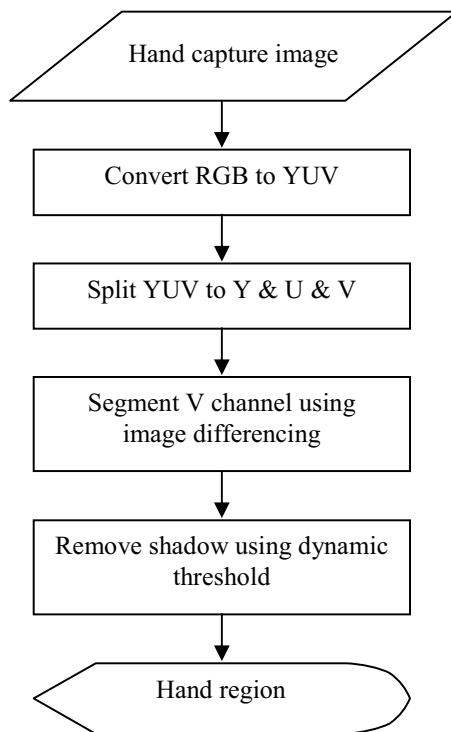 Hand capture image
Convert RGB to YUV
Split YUV to Y & U & V
Segment V channel using
image differencing
Remove shadow using dynamic
threshold
Hand region